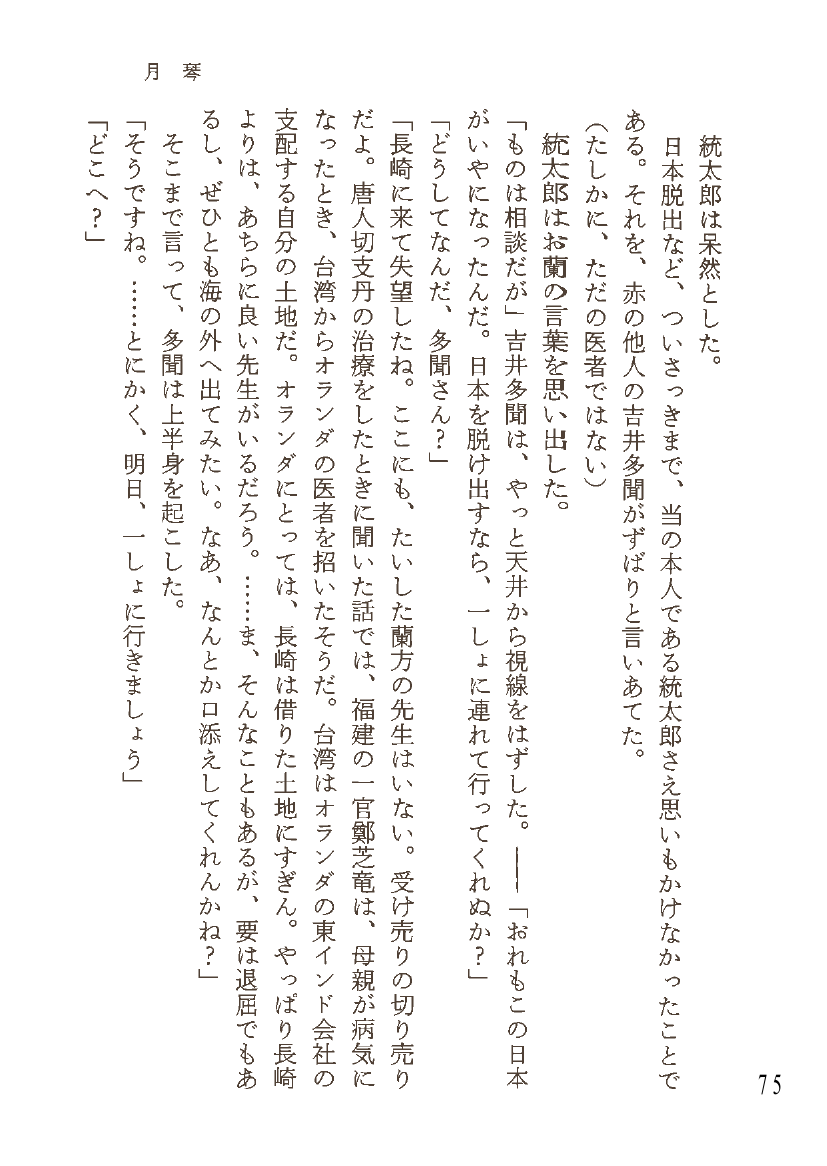 月琴
統太郎は呆然とした。
日本脱出など、ついさっきまで、当の本人である統太郎さえ思いもかけなかったことで
ある。それを、赤の他人の吉井多聞がずばりと言いあてた。
（たしかに、ただの医者ではない）
統太郎はお蘭の言葉を思い出した。
「ものは相談だが」吉井多聞は、やっと天井から視線をはずした。――「おれもこの日本
がいやになったんだ。日本を脱け出すなら、一しょに連れて行ってくれぬか？」
「どうしてなんだ、多聞さん？」
「長崎に来て失望したね。ここにも、たいした蘭方の先生はいない。受け売りの切り売り
だよ。唐人切支丹の治療をしたときに聞いた話では、福建の一官鄭芝竜は、母親が病気に
なったとき、台湾からオランダの医者を招いたそうだ。台湾はオランダの東インド会社の
支配する自分の土地だ。オランダにとっては、長崎は借りた土地にすぎん。やっぱり長崎
よりは、あちらに良い先生がいるだろう。……ま、そんなこともあるが、要は退屈でもあ
るし、ぜひとも海の外へ出てみたい。なあ、なんとか口添えしてくれんかね？」
そこまで言って、多聞は上半身を起こした。
「そうですね。……とにかく、明日、一しょに行きましょう」
「どこへ？」
75